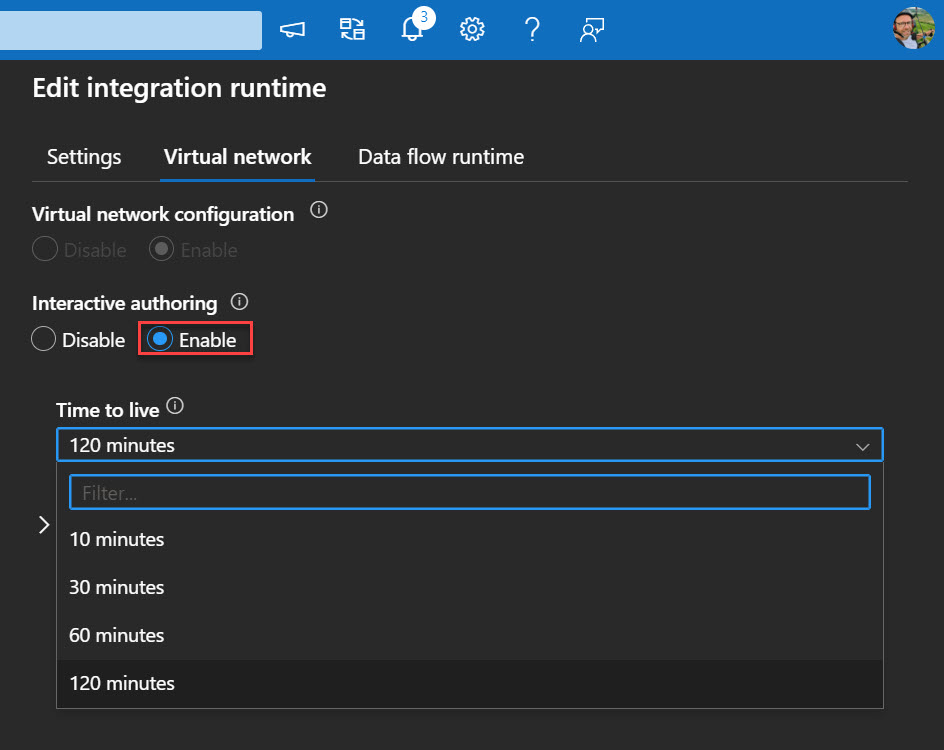 3
Edit integration runtime
Settings Virtual network Data flow runtime
Virtual network configuration
Disable Enable
Interactive authoring
Disable Enable
Time to live
120 minutes
Filter...
10 minutes
30 minutes
60 minutes
120 minutes